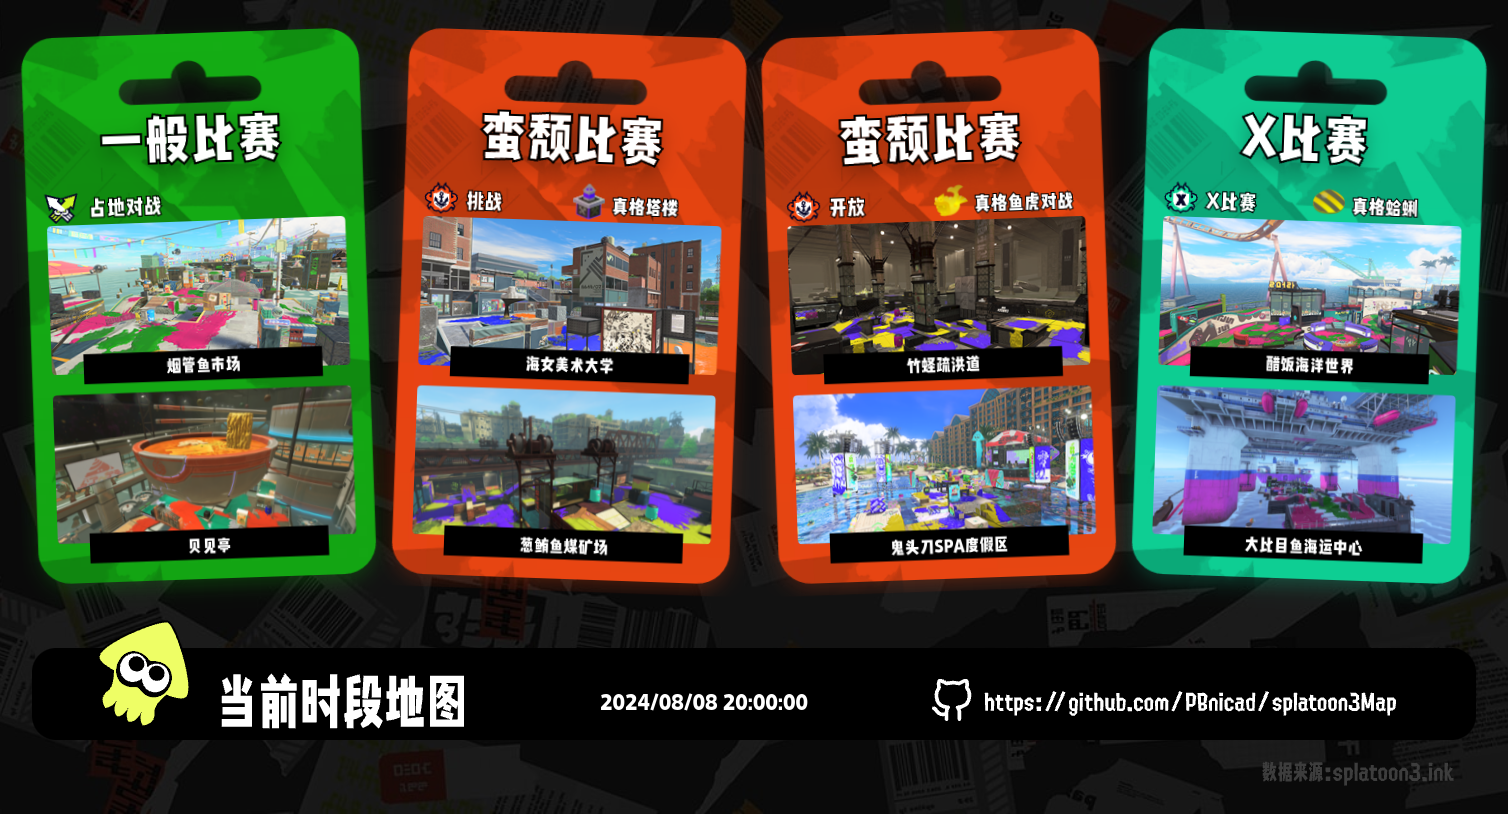 一般比赛
占地对战
烟管鱼市场
贝见亭
蛮颓比赛
挑战
真格塔楼
海女美术大学
葱鲔鱼煤矿场
蛮颓比赛
开放
真格鱼虎对战
竹蛏疏洪道
鬼头刀SPA度假区
X比赛
X比赛
真格蛤蜊
醋饭海洋世界
大比目鱼海运中心
当前时段地图
2024/08/08 20:00:00
https://github.com/PBnicad/splatoon3Map
数据来源:splatoon3.ink